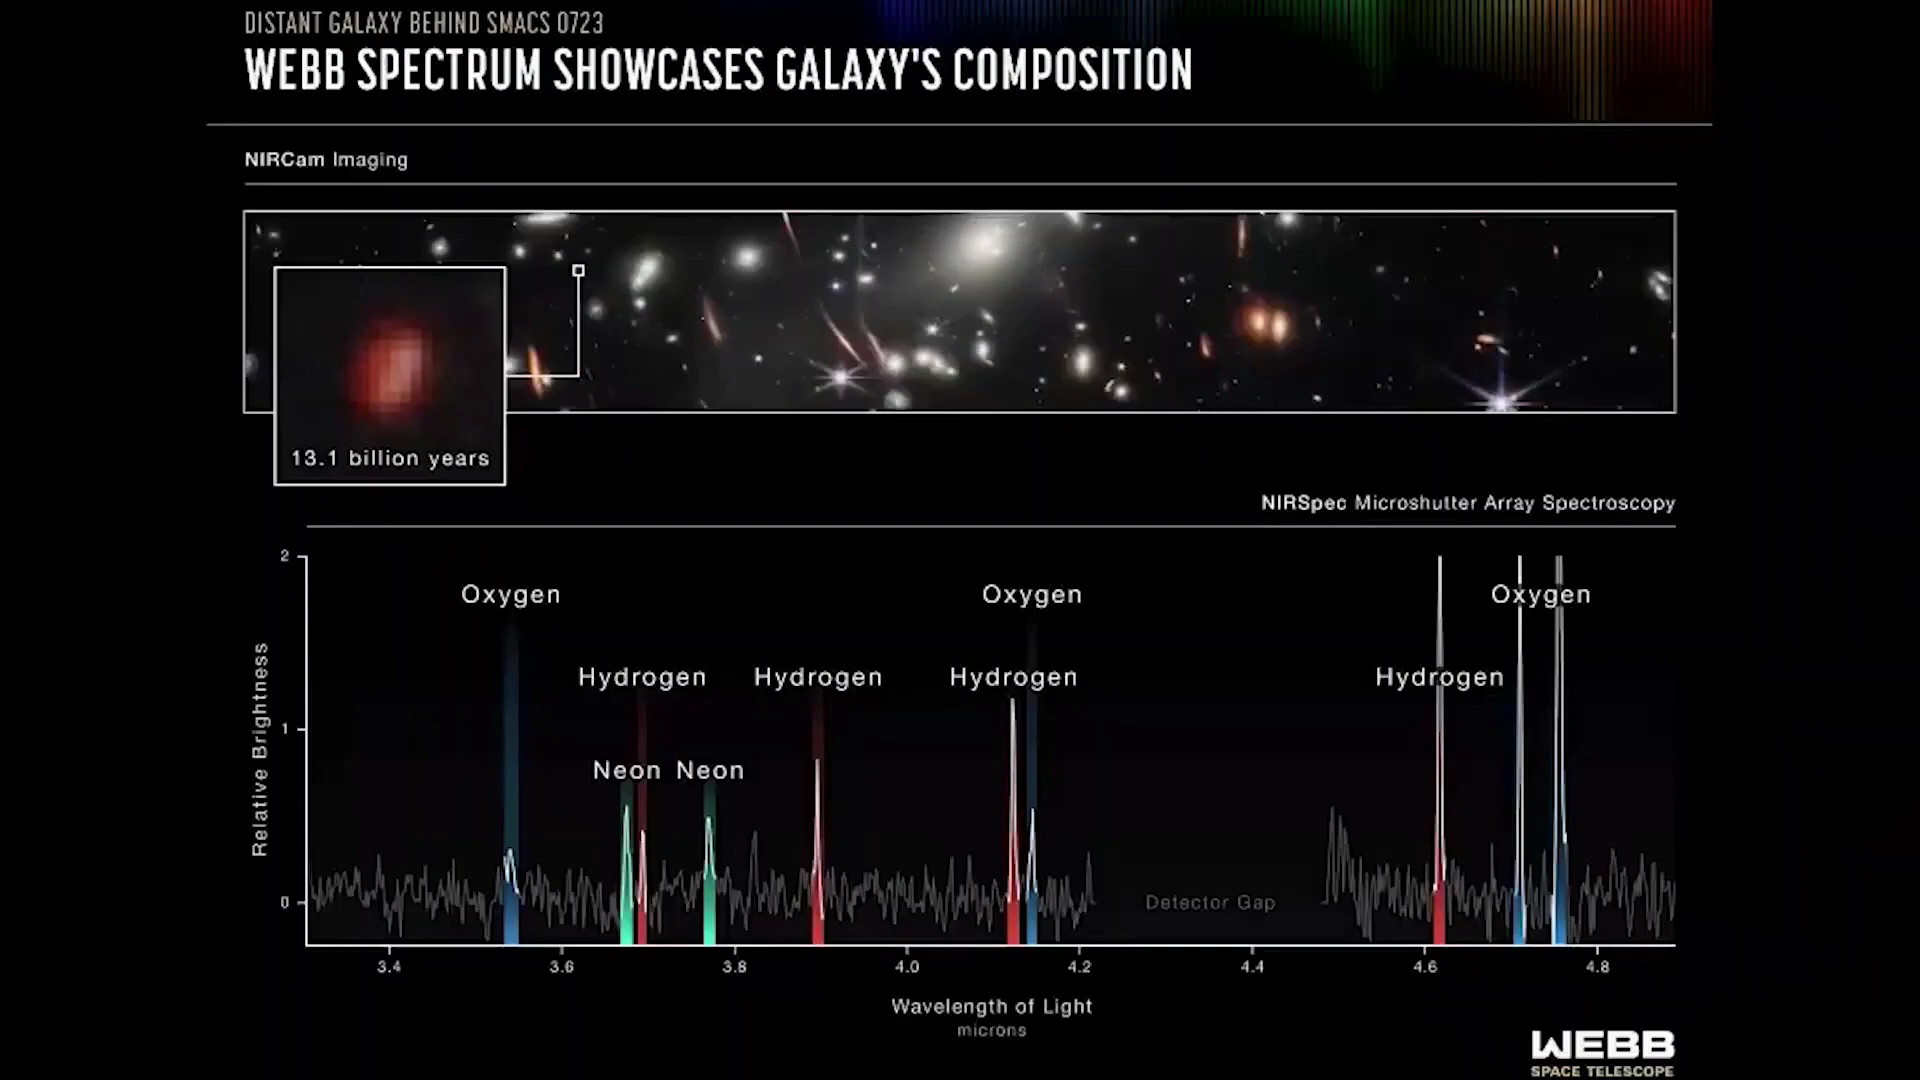 DISTANT GALAXY BEHIND SMACS 0723
WEBB SPECTRUM SHOWCASES GALAXY'S COMPOSITION
NIRCam Imaging
13.1 billion years
NIRSpec Microshutter Array Spectroscopy
2
Oxygen
Oxygen
Oxygen
Hydrogen
Hydrogen
Hydrogen
Hydrogen
1
Neon
Neon
Relative Brightness
0
Detector Gap
3.4
3.6
3.8
4.0
4.2
4.4
4.6
4.8
Wavelength of Light
microns
WEBB
SPACE TELESCOPE